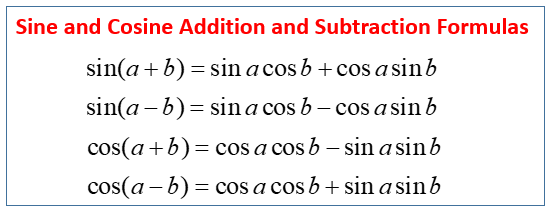 Sine and Cosine Addition and Subtraction Formulas
sin(a + b) = sin a cos b + cos a sin b
sin(a − b) = sin a cos b − cos a sin b
cos(a + b) = cos a cos b − sin a sin b
cos(a − b) = cos a cos b + sin a sin b